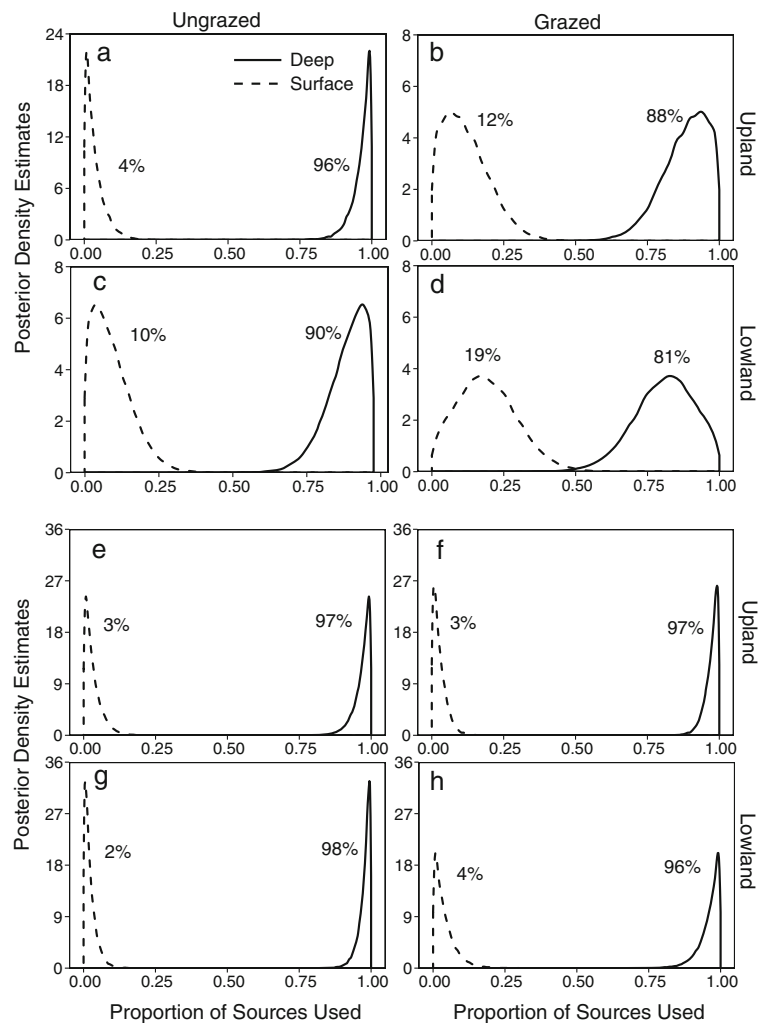 Ungrazed
Grazed
Posterior Density Estimates
24
18
12
6
0
a
Deep
Surface
4%
96%
0.00 0.25 0.50 0.75 1.00
8
6
4
2
0
b
12%
88%
0.00 0.25 0.50 0.75 1.00
Upland
8
6
4
2
0
c
10%
90%
0.00 0.25 0.50 0.75 1.00
8
6
4
2
0
d
19%
81%
0.00 0.25 0.50 0.75 1.00
Lowland
Posterior Density Estimates
36
27
18
9
0
e
3%
97%
0.00 0.25 0.50 0.75 1.00
36
27
18
9
0
f
3%
97%
0.00 0.25 0.50 0.75 1.00
Upland
36
27
18
9
0
g
2%
98%
0.00 0.25 0.50 0.75 1.00
36
27
18
9
0
h
4%
96%
0.00 0.25 0.50 0.75 1.00
Lowland
Proportion of Sources Used
Proportion of Sources Used